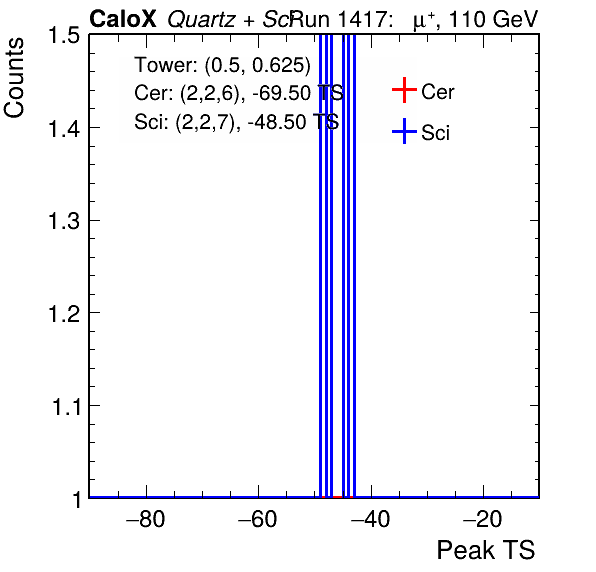 CaloX Quartz + Sci Run 1417: μ⁺, 110 GeV
Counts
Tower: (0.5, 0.625)
Cer: (2,2,6), -69.50 TS
Sci: (2,2,7), -48.50 TS
Cer
Sci
1.5
1.4
1.3
1.2
1.1
1
−80 −60 −40 −20
Peak TS